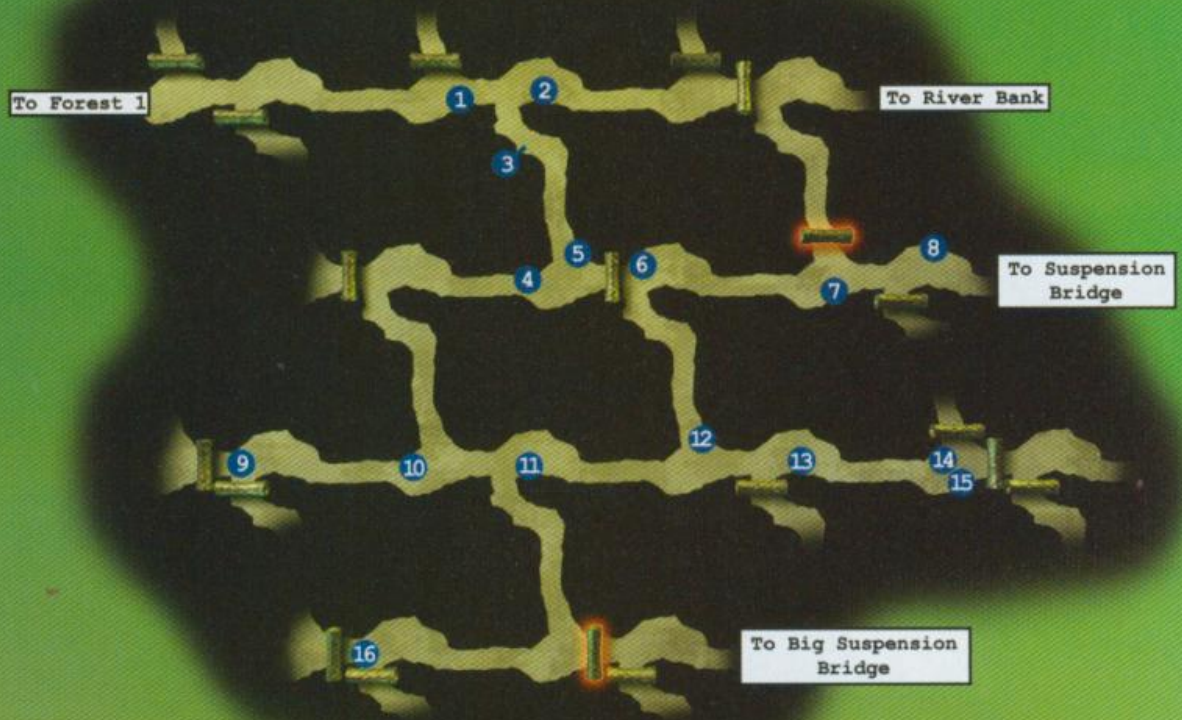 To Forest 1
1
2
To River Bank
3
4
5
6
7
8
To Suspension
Bridge
9
10
11
12
13
14
15
16
To Big Suspension
Bridge